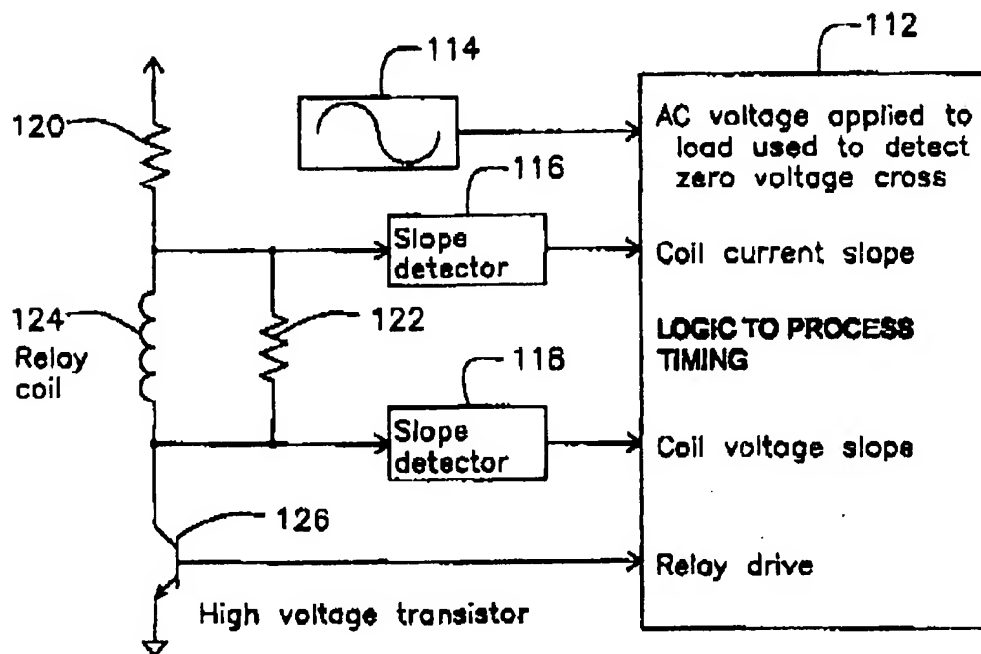 114
112
120
AC voltage applied to
load used to detect
zero voltage cross
116
Slope
detector
Coil current slope
124
Relay
coil
122
LOGIC TO PROCESS
TIMING
118
Slope
detector
Coil voltage slope
126
Relay drive
High voltage transistor